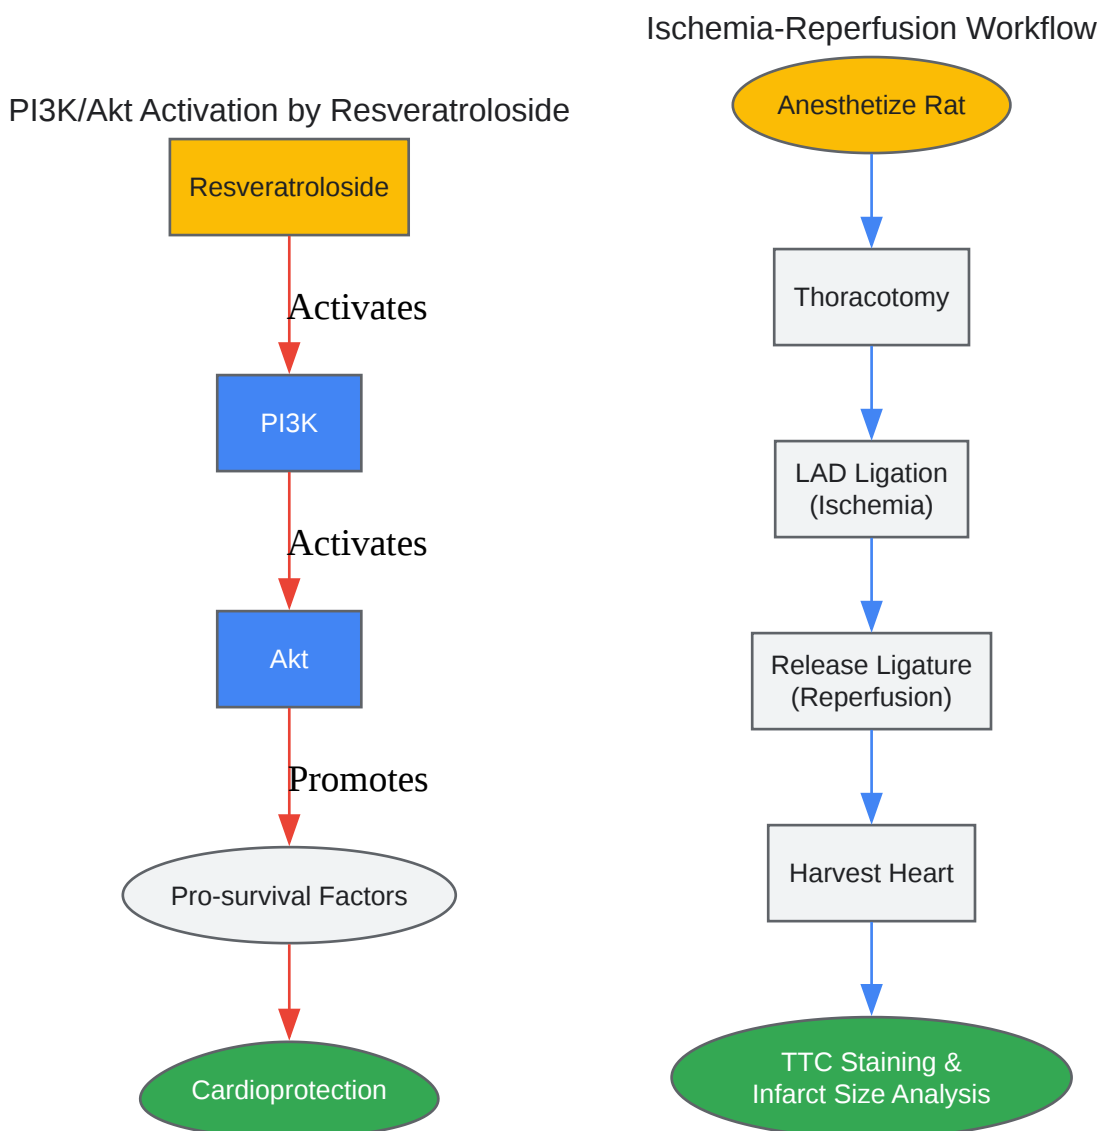 PI3K/Akt Activation by Resveratroloside
Resveratroloside
Activates
PI3K
Activates
Akt
Promotes
Pro-survival Factors
Cardioprotection
Ischemia-Reperfusion Workflow
Anesthetize Rat
Thoracotomy
LAD Ligation
(Ischemia)
Release Ligature
(Reperfusion)
Harvest Heart
TTC Staining &
Infarct Size Analysis